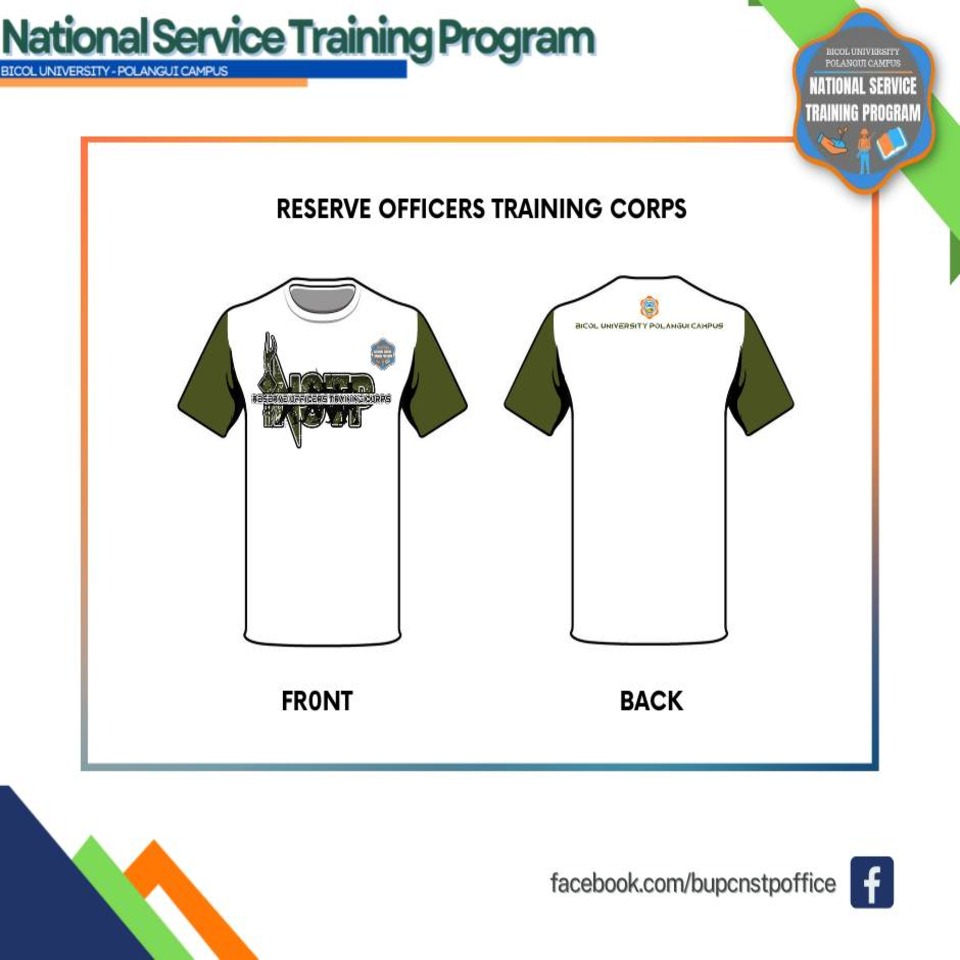 National Service Training Program
BICOL UNIVERSITY - POLANGUI CAMPUS
BICOL UNIVERSITY
POLANGUI CAMPUS
NATIONAL SERVICE
TRAINING PROGRAM
RESERVE OFFICERS TRAINING CORPS
NSTP
RESERVE OFFICERS TRAINING CORPS
BICOL UNIVERSITY POLANGUI CAMPUS
FR0NT
BACK
facebook.com/bupcnstpoffice